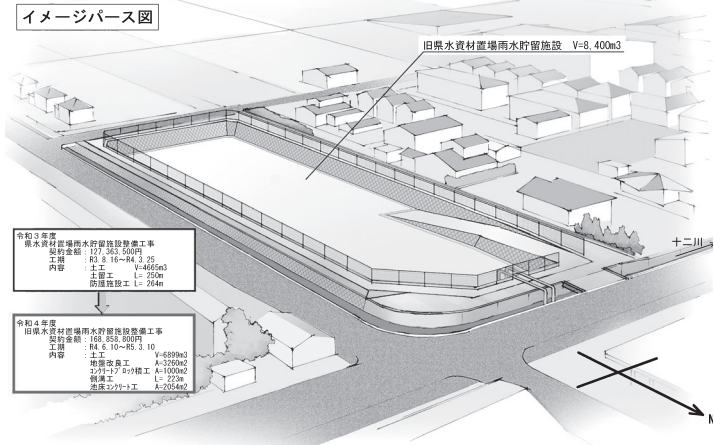 イメージパース図
旧県水資材置場雨水貯留施設 V=8,400m3
十二川
令和3年度
県水資材置場雨水貯留施設整備工事
契約金額:127,363,500円
工期 :R3.8.16~R4.3.25
内容 :土工 V=4665m3
土留工 L= 250m
防護施設工 L= 264m
令和4年度
旧県水資材置場雨水貯留施設整備工事
契約金額:168,858,800円
工期 :R4.6.10~R5.3.10
内容 :土工 V=6899m3
地盤改良工 A=3260m2
コンクリートブロック積工 A=1000m2
側溝工 L= 223m
池床コンクリート工 A=2054m2
N